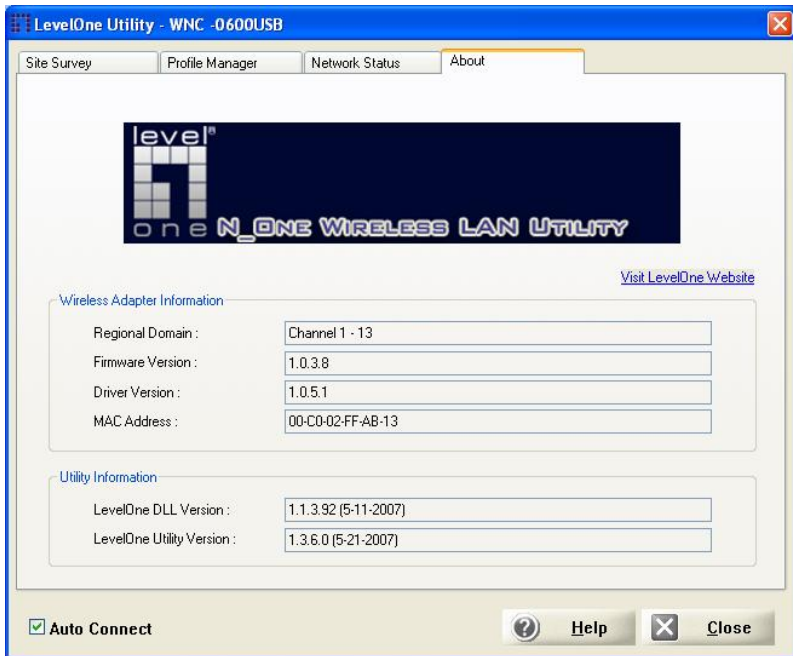 LevelOne Utility - WNC -0600USB
Site Survey
Profile Manager
Network Status
About
level®
one
N_One Wireless LAN Utility
Visit LevelOne Website
Wireless Adapter Information
Regional Domain :
Channel 1 - 13
Firmware Version :
1.0.3.8
Driver Version :
1.0.5.1
MAC Address :
00-C0-02-FF-AB-13
Utility Information
LevelOne DLL Version :
1.1.3.92 (5-11-2007)
LevelOne Utility Version :
1.3.6.0 (5-21-2007)
Auto Connect
Help
Close